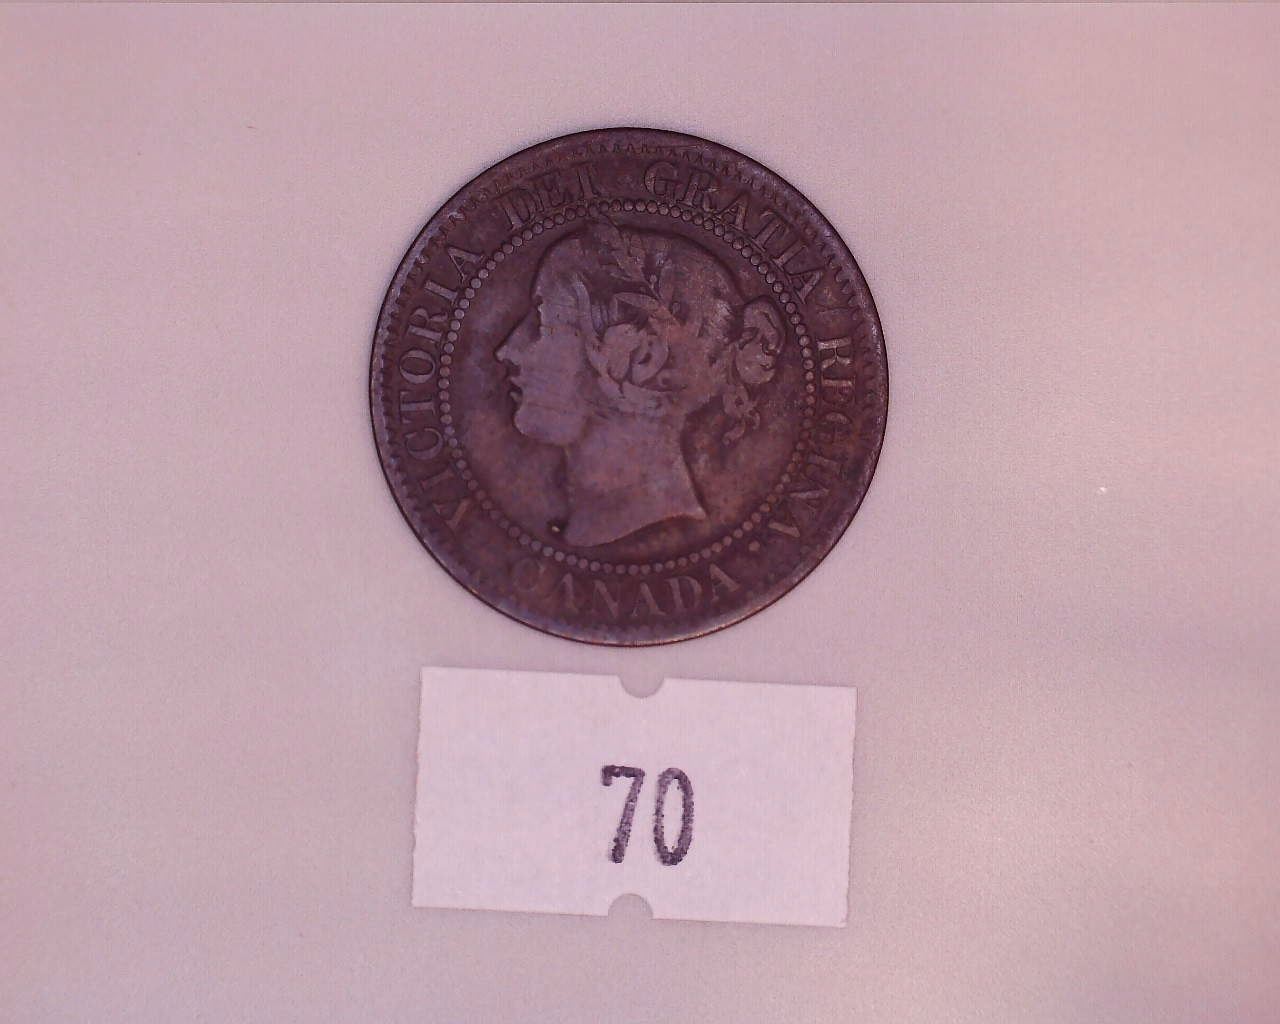 VICTORIA DEI GRATIA REGINA.
CANADA
70